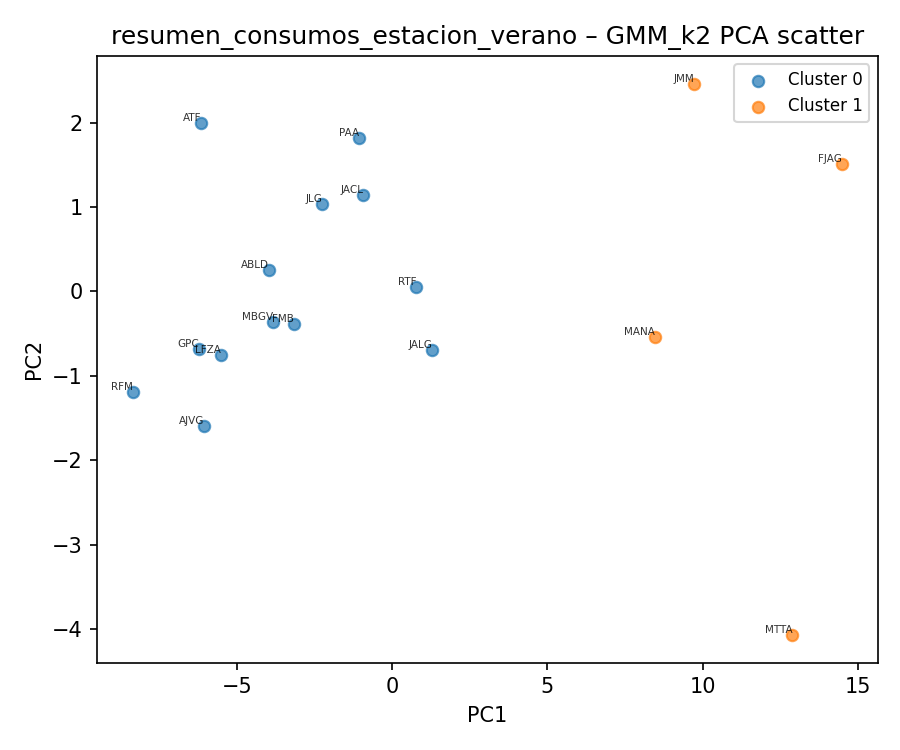 resumen_consumos_estacion_verano – GMM_k2 PCA scatter
Cluster 0
Cluster 1
JMM
ATF
PAA
FJAG
JACL
JLG
ABLD
RTF
MBGV
FMB
MANA
GPC
LFZA
JALG
RFM
AJVG
MTTA
2
1
0
−1
−2
−3
−4
PC2
−5
0
5
10
15
PC1